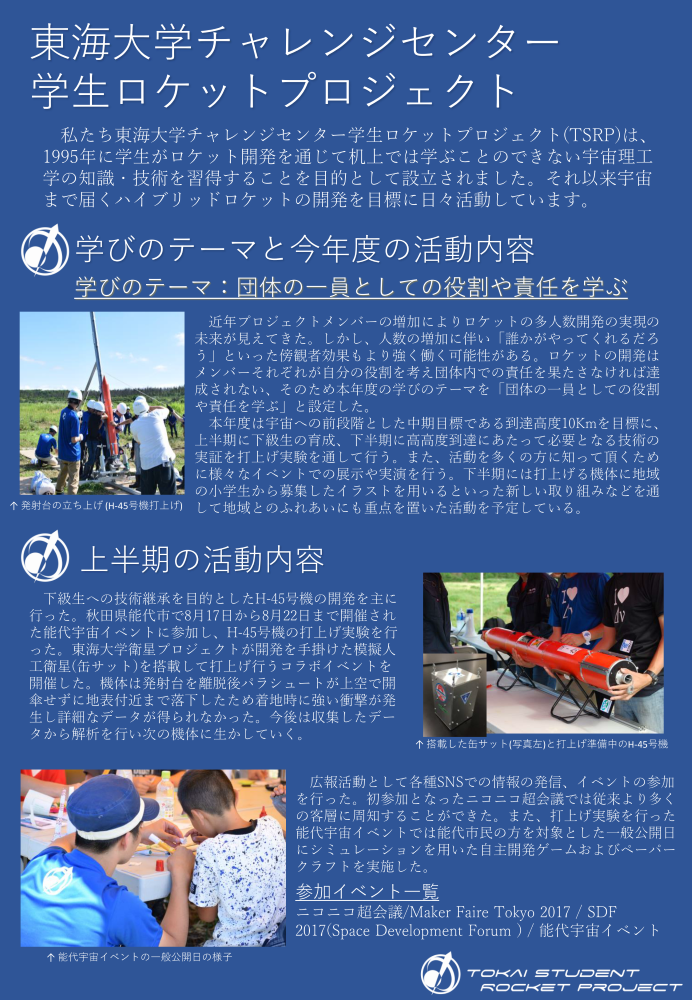 東海大学チャレンジセンター
学生ロケットプロジェクト
私たち東海大学チャレンジセンター学生ロケットプロジェクト(TSRP)は、
1995年に学生がロケット開発を通じて机上では学ぶことのできない宇宙理工
学の知識・技術を習得することを目的として設立されました。それ以来宇宙
まで届くハイブリッドロケットの開発を目標に日々活動しています。
学びのテーマと今年度の活動内容
学びのテーマ：団体の一員としての役割や責任を学ぶ
近年プロジェクトメンバーの増加によりロケットの多人数開発の実現の
未来が見えてきた。しかし、人数の増加に伴い「誰かがやってくれるだろ
う」といった傍観者効果もより強く働く可能性がある。ロケットの開発は
メンバーそれぞれが自分の役割を考え団体内での責任を果たさなければ達
成されない、そのため本年度の学びのテーマを「団体の一員としての役割
や責任を学ぶ」と設定した。
本年度は宇宙への前段階とした中期目標である到達高度10Kmを目標に、
上半期に下級生の育成、下半期に高高度到達にあたって必要となる技術の
実証を打上げ実験を通して行う。また、活動を多くの方に知って頂くため
に様々なイベントでの展示や実演を行う。下半期には打上げる機体に地域
の小学生から募集したイラストを用いるといった新しい取り組みなどを通
して地域とのふれあいにも重点を置いた活動を予定している。
↑発射台の立ち上げ(H-45号機打上げ)
上半期の活動内容
下級生への技術継承を目的としたH-45号機の開発を主に
行った。秋田県能代市で8月17日から8月22日まで開催され
た能代宇宙イベントに参加し、H-45号機の打上げ実験を行
った。東海大学衛星プロジェクトが開発を手掛けた模擬人
工衛星(缶サット)を搭載して打上げ行うコラボイベントを
開催した。機体は発射台を離脱後パラシュートが上空で開
傘せずに地表付近まで落下したため着地時に強い衝撃が発
生し詳細なデータが得られなかった。今後は収集したデー
タから解析を行い次の機体に生かしていく。
↑搭載した缶サット(写真左)と打上げ準備中のH-45号機
広報活動として各種SNSでの情報の発信、イベントの参加
を行った。初参加となったニコニコ超会議では従来より多く
の客層に周知することができた。また、打上げ実験を行った
能代宇宙イベントでは能代市民の方を対象とした一般公開日
にシミュレーションを用いた自主開発ゲームおよびペーパー
クラフトを実施した。
参加イベント一覧
ニコニコ超会議/Maker Faire Tokyo 2017 / SDF
2017(Space Development Forum ) / 能代宇宙イベント
↑能代宇宙イベントの一般公開日の様子
TOKAI STUDENT
ROCKET PROJECT